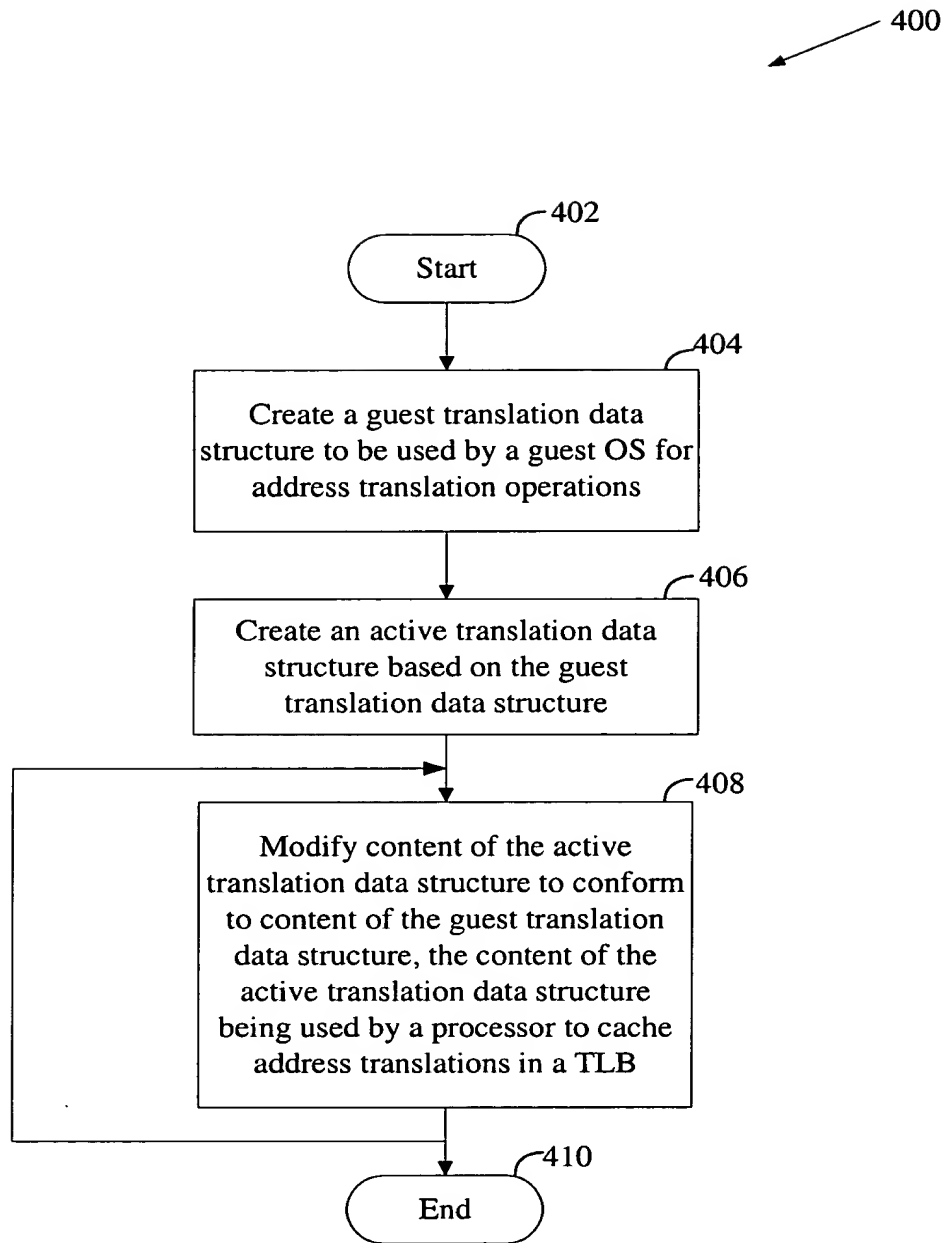 400
402
Start
404
Create a guest translation data
structure to be used by a guest OS for
address translation operations
406
Create an active translation data
structure based on the guest
translation data structure
408
Modify content of the active
translation data structure to conform
to content of the guest translation
data structure, the content of the
active translation data structure
being used by a processor to cache
address translations in a TLB
410
End